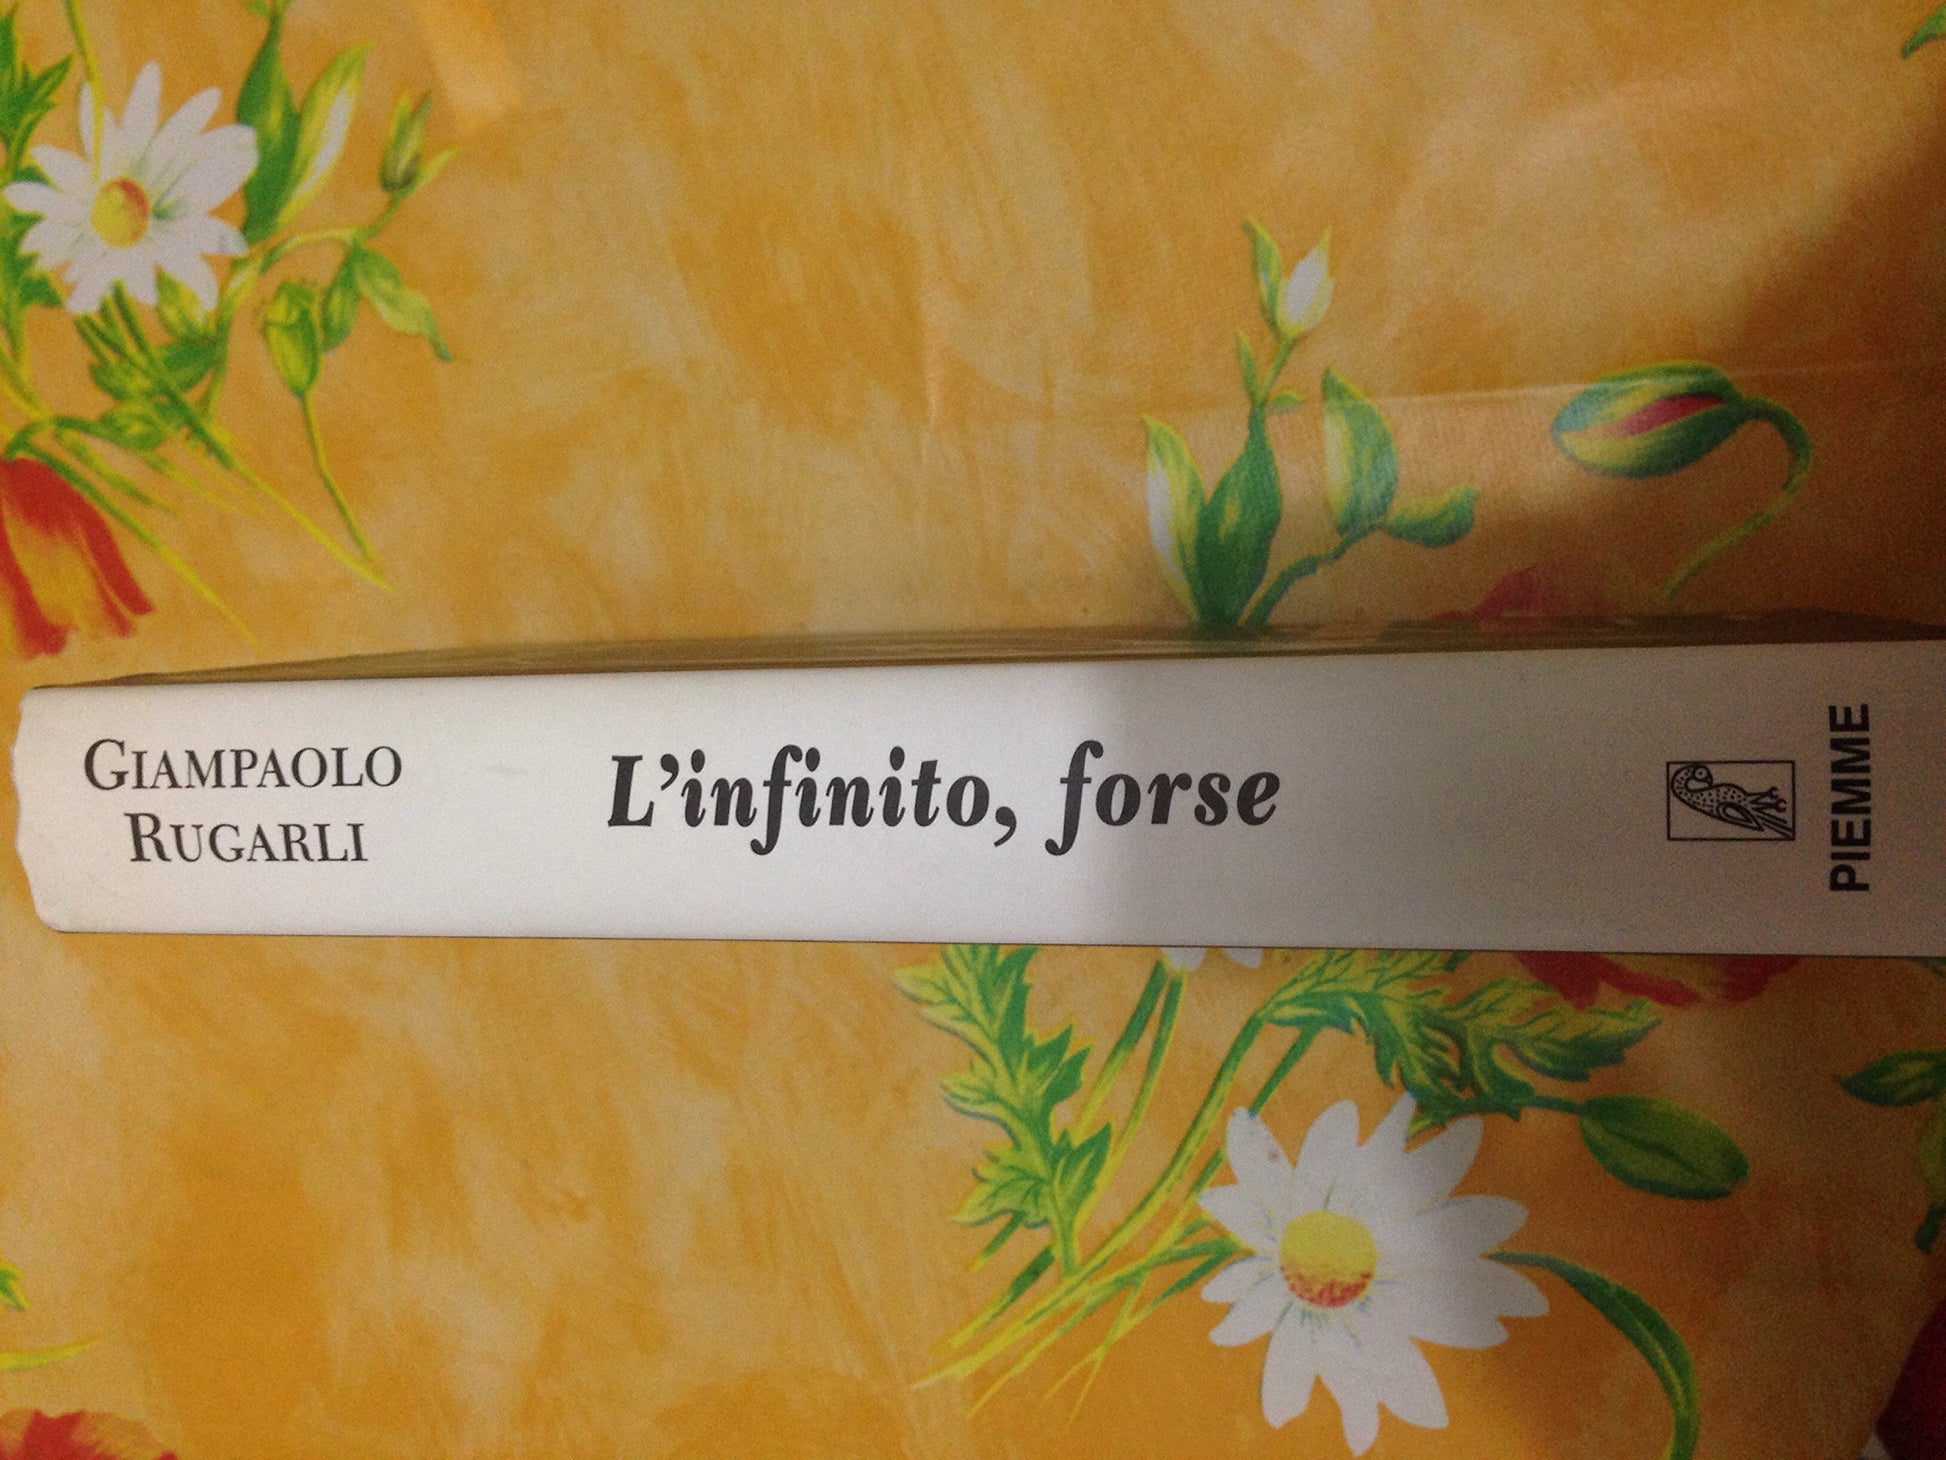 GIAMPAOLO
RUGARLI
L'infinito, forse
PIEMME